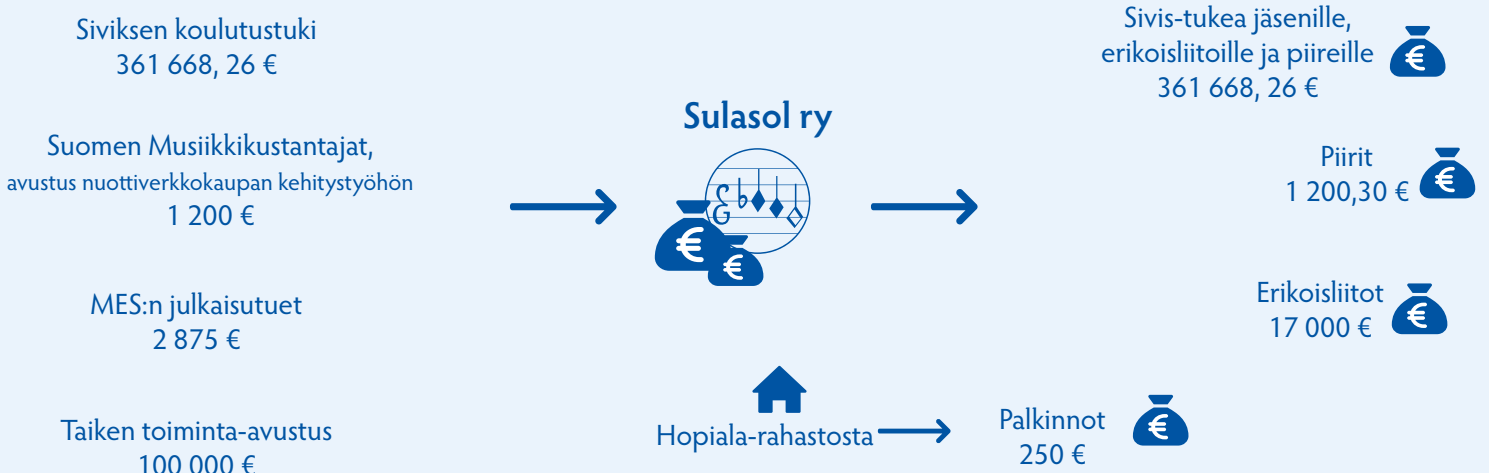 Siviksen koulutustuki
361 668, 26 €
Suomen Musiikkikustantajat,
avustus nuottiverkkokaupan kehitystyöhön
1 200 €
MES:n julkaisutuet
2 875 €
Taiken toiminta-avustus
100 000 €
Sulasol ry
€
€
Hopiala-rahastosta
Palkinnot
250 €
€
Sivis-tukea jäsenille,
erikoisliitoille ja piireille
361 668, 26 €
€
Piirit
1 200,30 €
€
Erikoisliitot
17 000 €
€